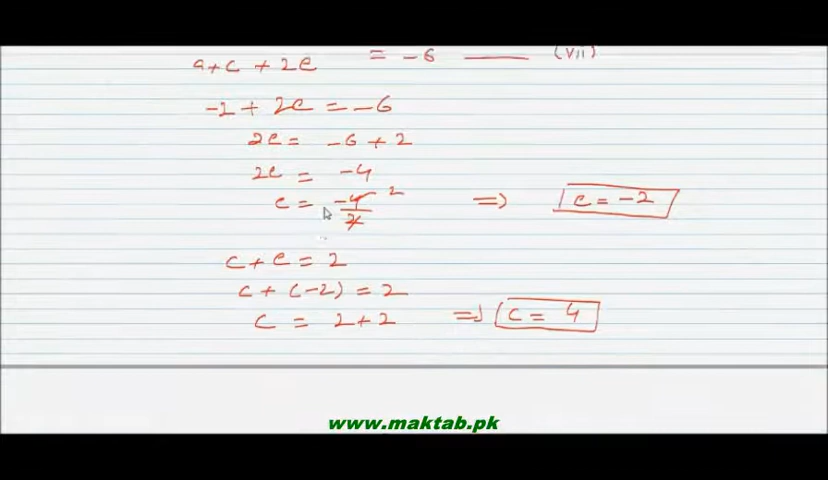 a+c + 2e = -6 —— (vii)
-2 + 2e = -6
2e = -6 + 2
2e = -4
e = -4/2 2 => e = -2
c + e = 2
c + (-2) = 2
c = 2+2 => c = 4
www.maktab.pk